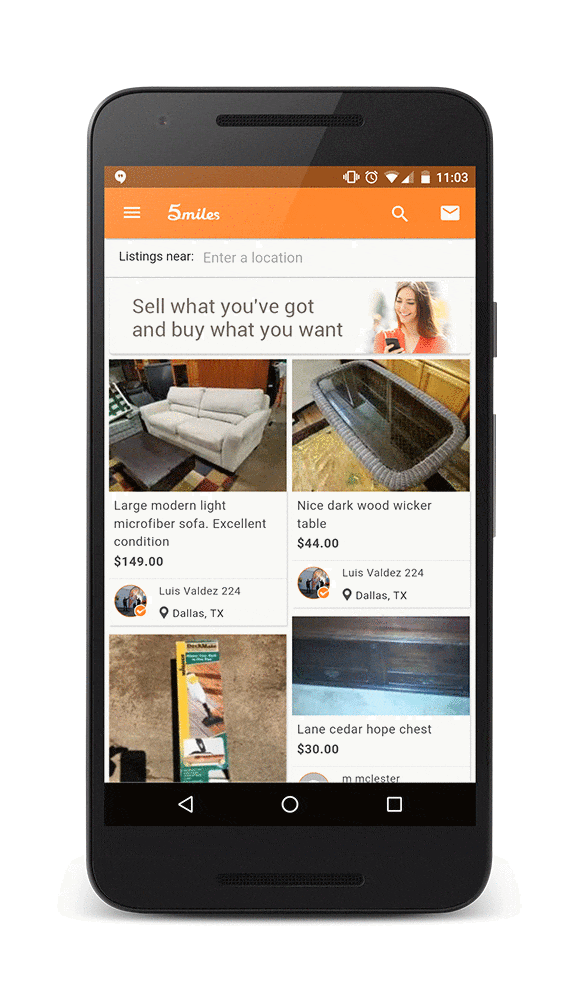 11:03
5miles
Listings near: Enter a location
Sell what you've got
and buy what you want
Large modern light
microfiber sofa. Excellent
condition
$149.00
Luis Valdez 224
Dallas, TX
Nice dark wood wicker
table
$44.00
Luis Valdez 224
Dallas, TX
DeckMate
Lane cedar hope chest
$30.00
m mclester